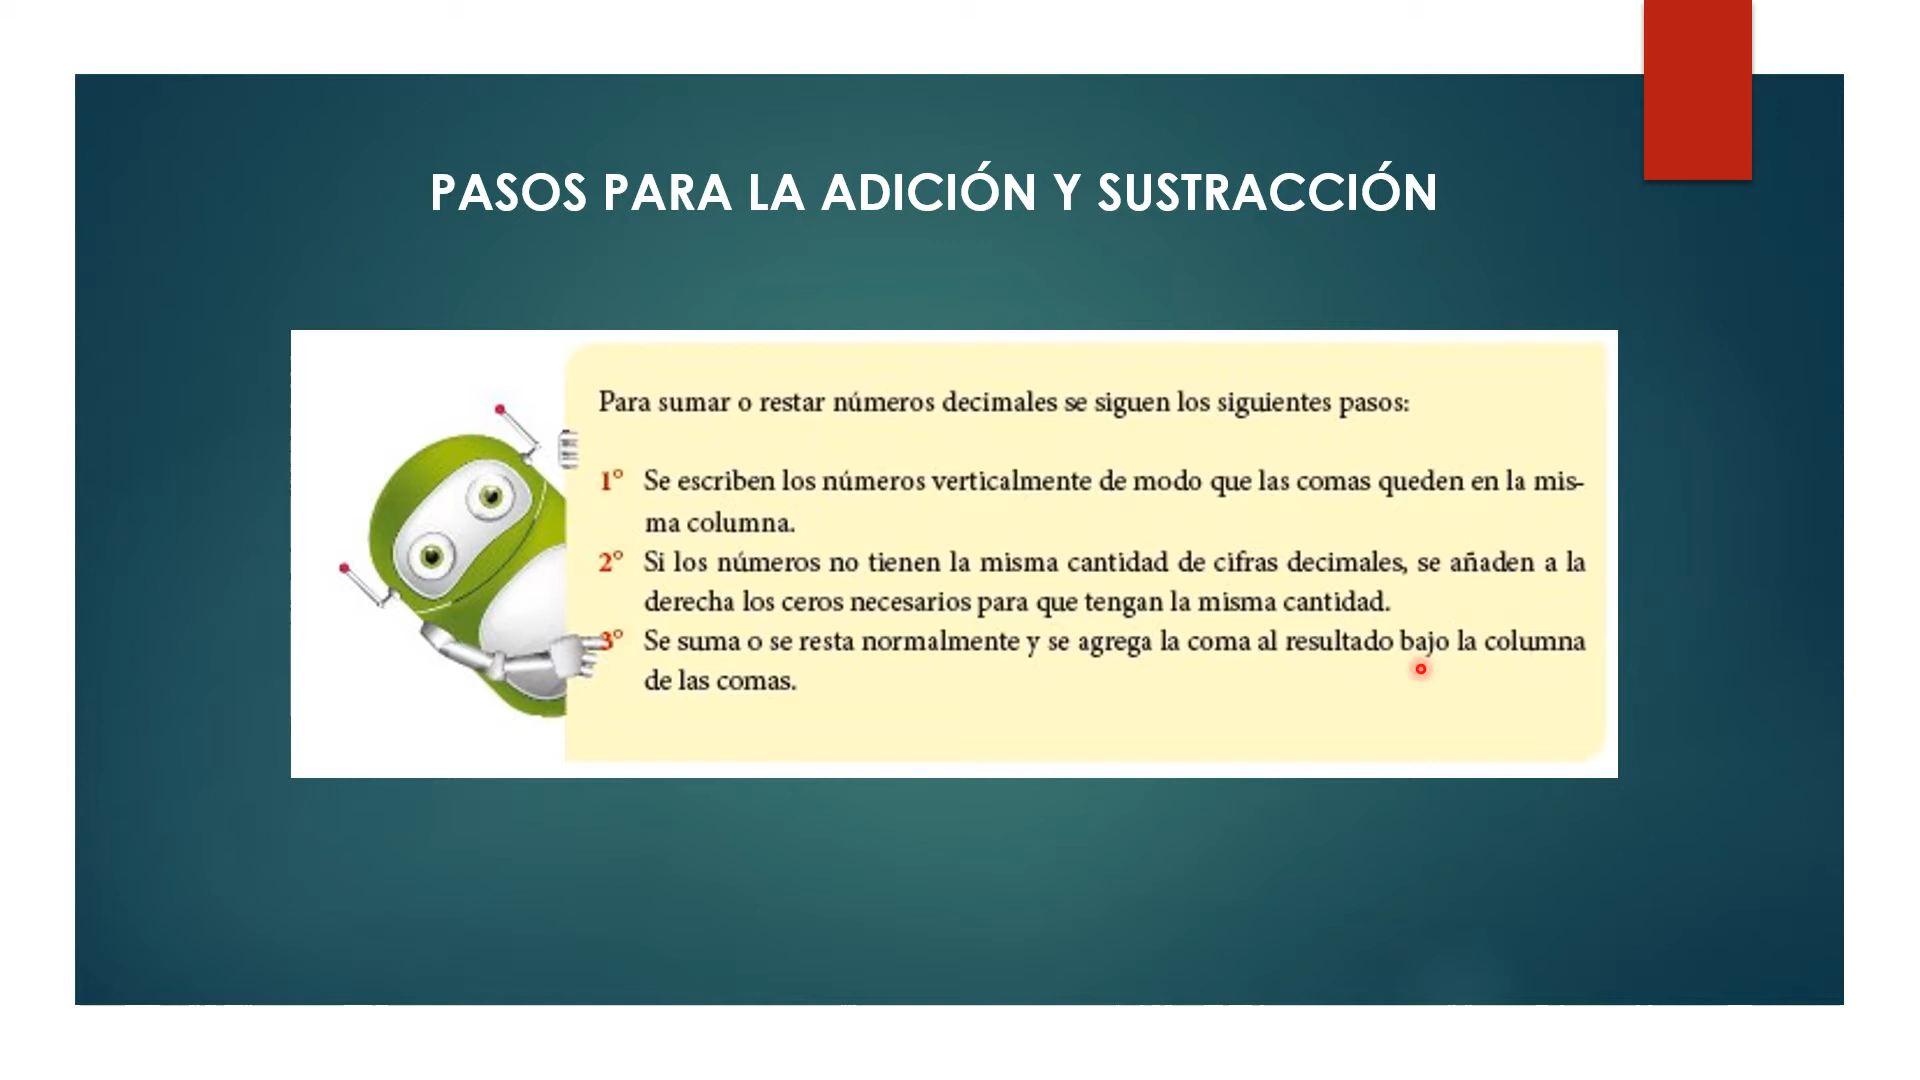 PASOS PARA LA ADICIÓN Y SUSTRACCIÓN
Para sumar o restar números decimales se siguen los siguientes pasos:
1° Se escriben los números verticalmente de modo que las comas queden en la mis-
ma columna.
2° Si los números no tienen la misma cantidad de cifras decimales, se añaden a la
derecha los ceros necesarios para que tengan la misma cantidad.
3° Se suma o se resta normalmente y se agrega la coma al resultado bajo la columna
de las comas.